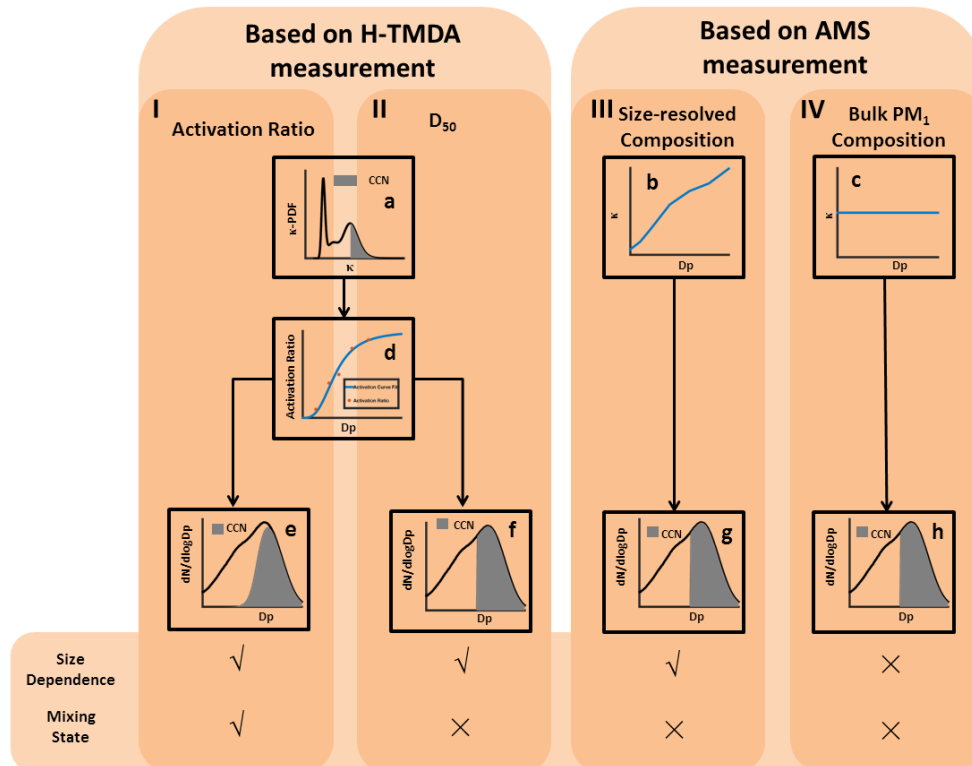 Based on H-TMDA
measurement
Based on AMS
measurement
I
Activation Ratio
II
D50
III
Size-resolved
Composition
IV
Bulk PM1
Composition
CCN
a
κ-PDF
κ
b
κ
Dp
c
κ
Dp
d
Activation Ratio
Activation Curve Fit
Activation Ratio
Dp
CCN
e
dN/dlogDp
Dp
CCN
f
dN/dlogDp
Dp
CCN
g
dN/dlogDp
Dp
CCN
h
dN/dlogDp
Dp
Size
Dependence
√ √ √ ×
Mixing
State
√ × × ×